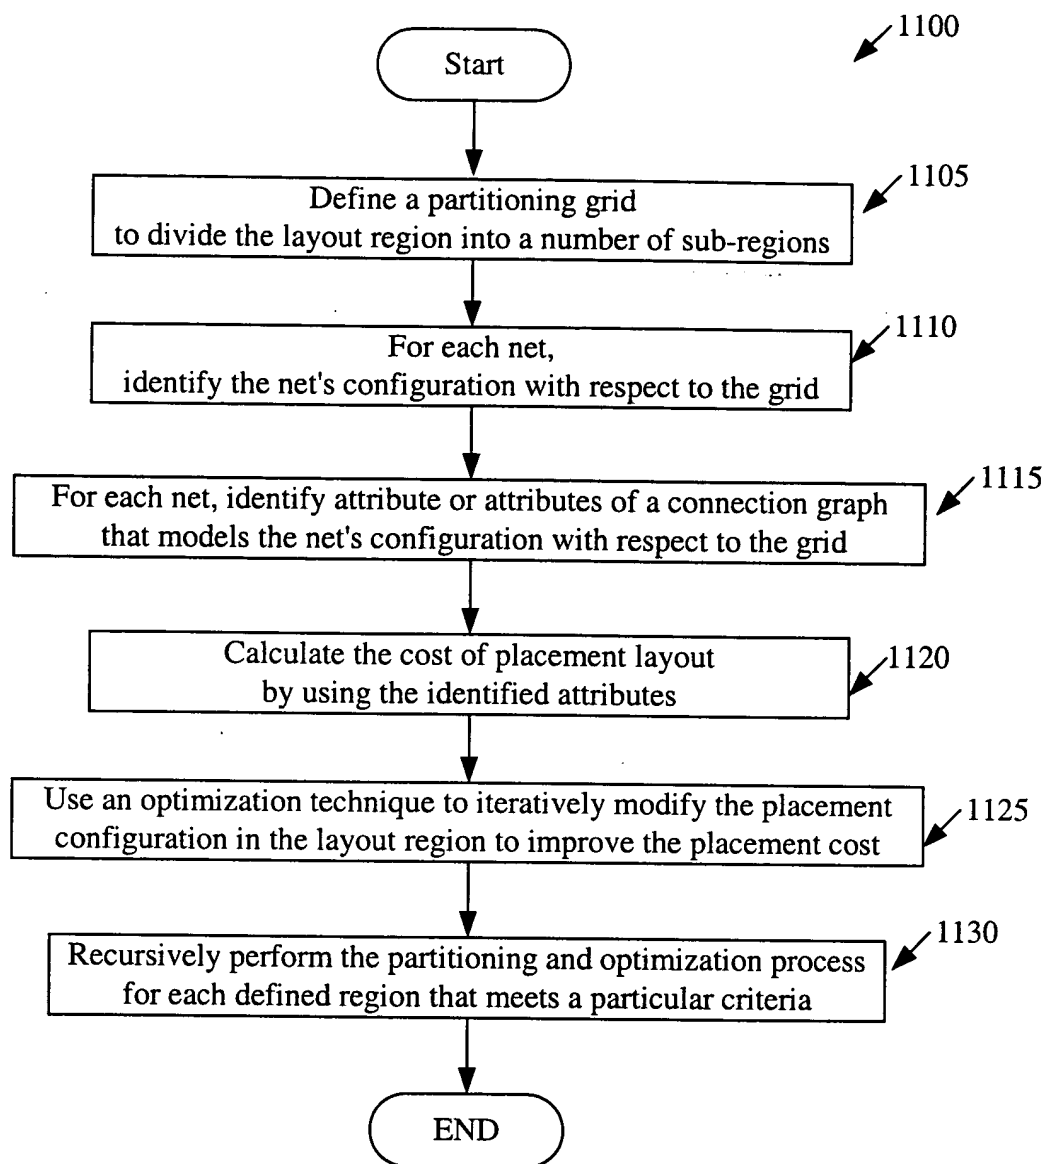 1100
Start
1105
Define a partitioning grid
to divide the layout region into a number of sub-regions
1110
For each net,
identify the net's configuration with respect to the grid
1115
For each net, identify attribute or attributes of a connection graph
that models the net's configuration with respect to the grid
1120
Calculate the cost of placement layout
by using the identified attributes
1125
Use an optimization technique to iteratively modify the placement
configuration in the layout region to improve the placement cost
1130
Recursively perform the partitioning and optimization process
for each defined region that meets a particular criteria
END